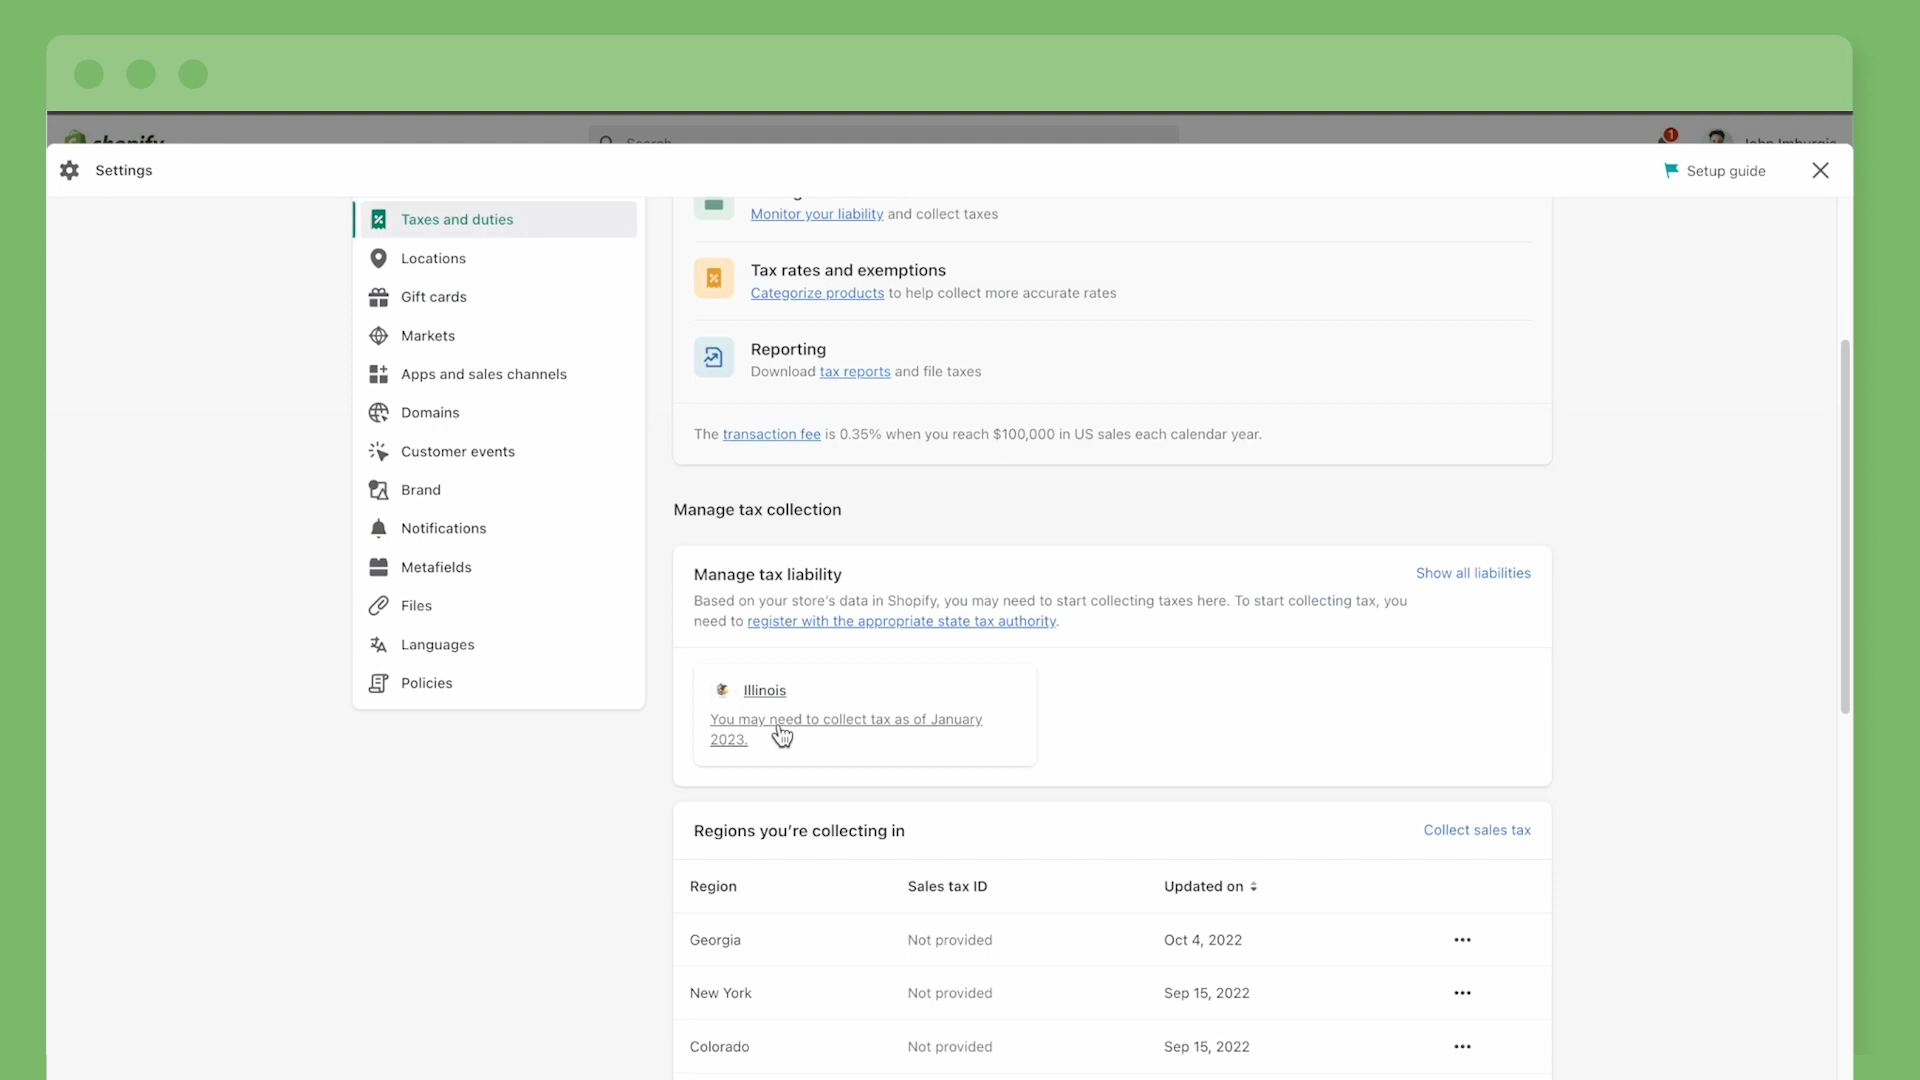 1
Settings
Setup guide
Taxes and duties
Locations
Gift cards
Markets
Apps and sales channels
Domains
Customer events
Brand
Notifications
Metafields
Files
Languages
Policies
Monitor your liability and collect taxes
Tax rates and exemptions
Categorize products to help collect more accurate rates
Reporting
Download tax reports and file taxes
The transaction fee is 0.35% when you reach $100,000 in US sales each calendar year.
Manage tax collection
Manage tax liability
Show all liabilities
Based on your store's data in Shopify, you may need to start collecting taxes here. To start collecting tax, you
need to register with the appropriate state tax authority.
Illinois
You may need to collect tax as of January
2023.
Regions you're collecting in
Collect sales tax
Region Sales tax ID Updated on
Georgia Not provided Oct 4, 2022
New York Not provided Sep 15, 2022
Colorado Not provided Sep 15, 2022